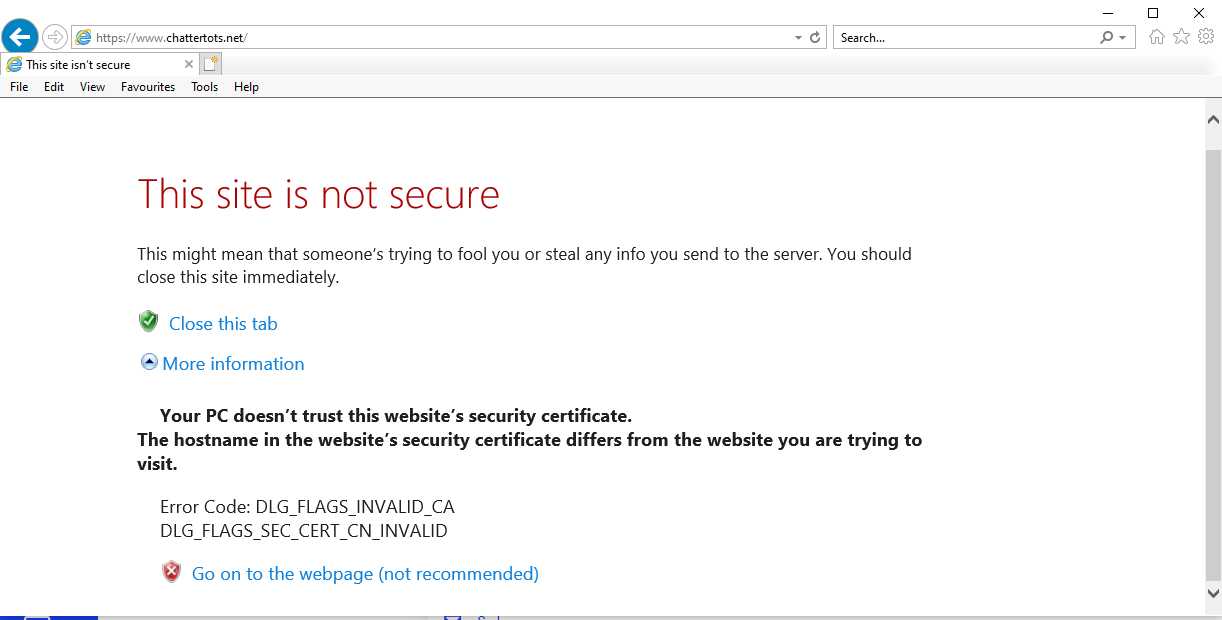 https://www.chattertots.net/
Search...
This site isn't secure
File Edit View Favourites Tools Help
This site is not secure
This might mean that someone's trying to fool you or steal any info you send to the server. You should
close this site immediately.
Close this tab
More information
Your PC doesn't trust this website's security certificate.
The hostname in the website's security certificate differs from the website you are trying to
visit.
Error Code: DLG_FLAGS_INVALID_CA
DLG_FLAGS_SEC_CERT_CN_INVALID
Go on to the webpage (not recommended)